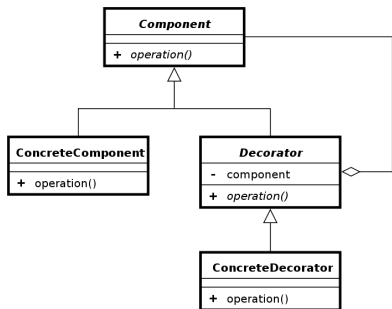 Component
+ operation()
ConcreteComponent
+ operation()
Decorator
- component
+ operation()
ConcreteDecorator
+ operation()